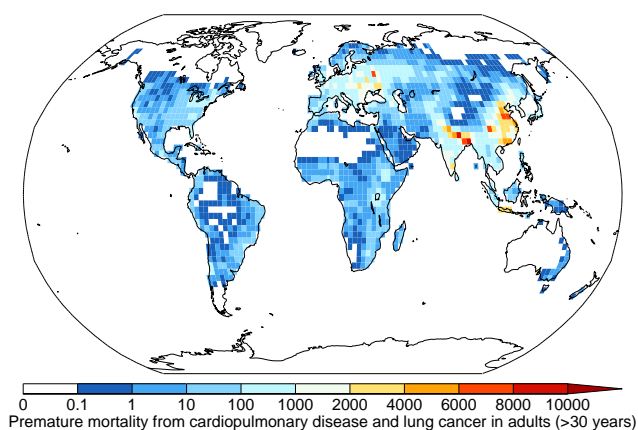 0 0.1 1 10 100 1000 2000 4000 6000 8000 10000
Premature mortality from cardiopulmonary disease and lung cancer in adults (>30 years)